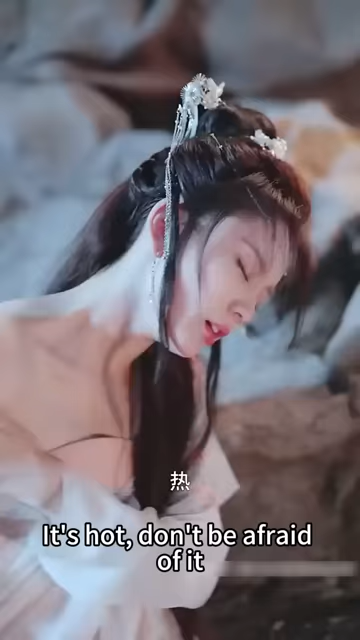 热
It's hot, don't be afraid
of it